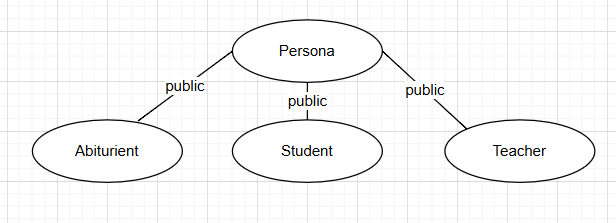 Persona
public
public
public
Abiturient
Student
Teacher